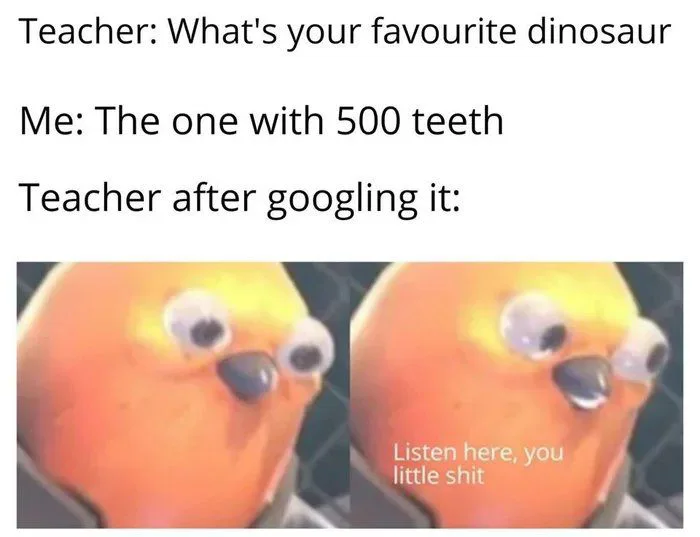 Teacher: What's your favourite dinosaur
Me: The one with 500 teeth
Teacher after googling it:
Listen here, you
little shit